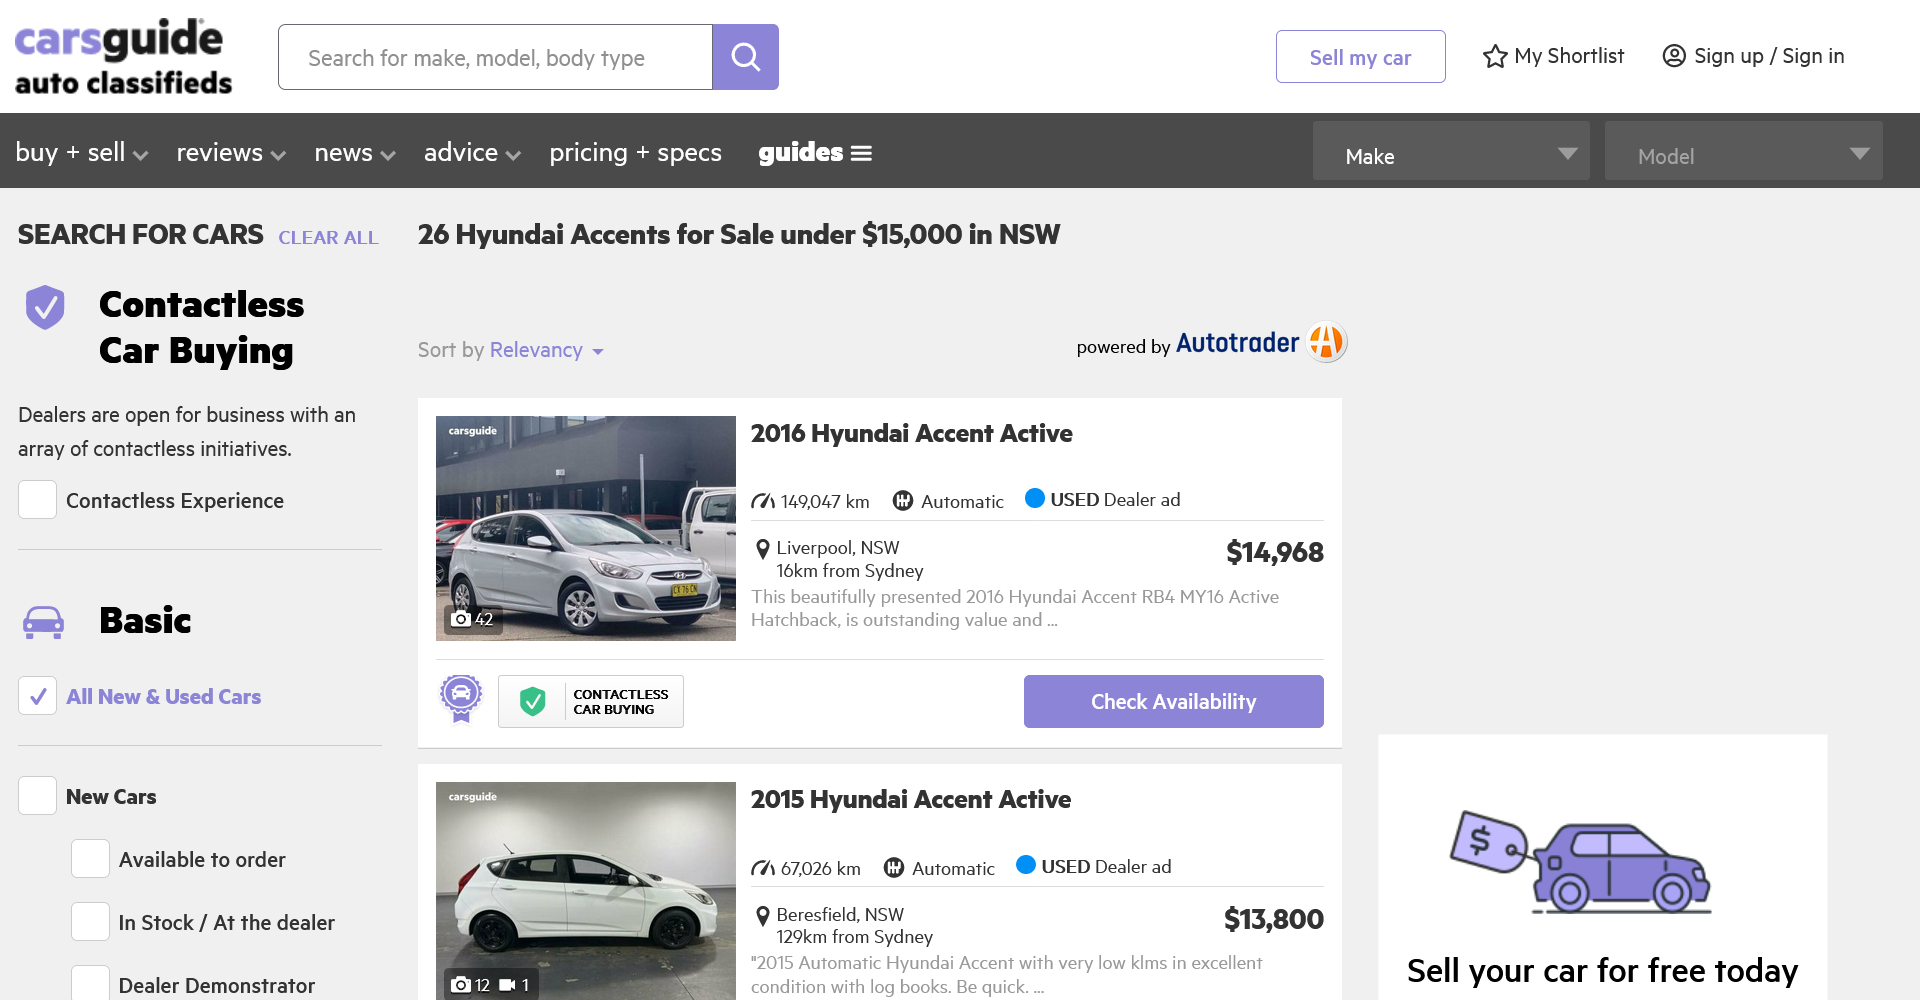 carsguide
auto classifieds
Search for make, model, body type
Sell my car
My Shortlist
Sign up / Sign in
buy + sell
reviews
news
advice
pricing + specs
guides
Make
Model
SEARCH FOR CARS CLEAR ALL
26 Hyundai Accents for Sale under $15,000 in NSW
Contactless
Car Buying
Dealers are open for business with an
array of contactless initiatives.
Contactless Experience
Basic
All New & Used Cars
New Cars
Available to order
In Stock / At the dealer
Dealer Demonstrator
Sort by Relevancy
powered by Autotrader
carsguide
42
2016 Hyundai Accent Active
149,047 km
Automatic
USED Dealer ad
Liverpool, NSW
16km from Sydney
$14,968
This beautifully presented 2016 Hyundai Accent RB4 MY16 Active
Hatchback, is outstanding value and ...
CONTACTLESS
CAR BUYING
Check Availability
carsguide
12 1
2015 Hyundai Accent Active
67,026 km
Automatic
USED Dealer ad
Beresfield, NSW
129km from Sydney
$13,800
"2015 Automatic Hyundai Accent with very low klms in excellent
condition with log books. Be quick. ...
$
Sell your car for free today